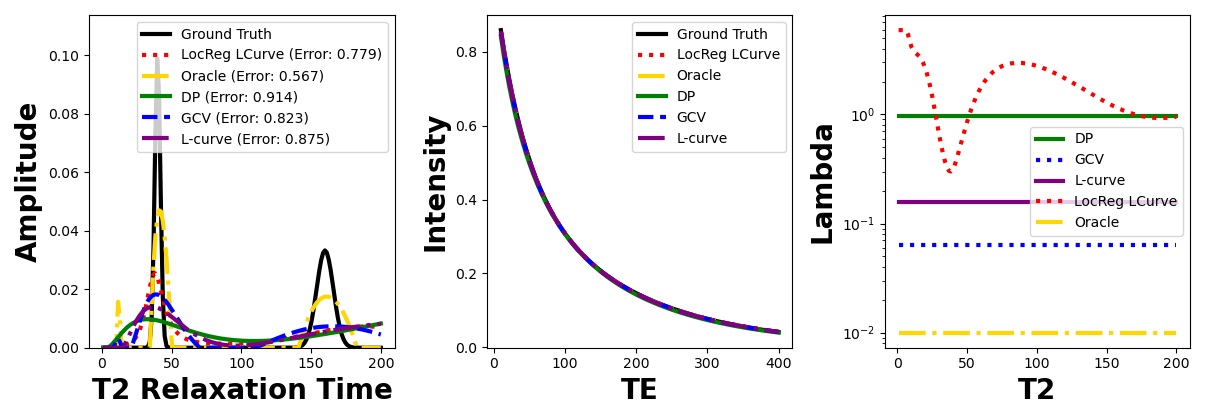 Amplitude
0.10
0.08
0.06
0.04
0.02
0.00
Ground Truth
LocReg LCurve (Error: 0.779)
Oracle (Error: 0.567)
DP (Error: 0.914)
GCV (Error: 0.823)
L-curve (Error: 0.875)
0 50 100 150 200
T2 Relaxation Time
Intensity
0.8
0.6
0.4
0.2
0.0
Ground Truth
LocReg LCurve
Oracle
DP
GCV
L-curve
0 100 200 300 400
TE
Lambda
10⁰
10⁻¹
10⁻²
DP
GCV
L-curve
LocReg LCurve
Oracle
0 50 100 150 200
T2